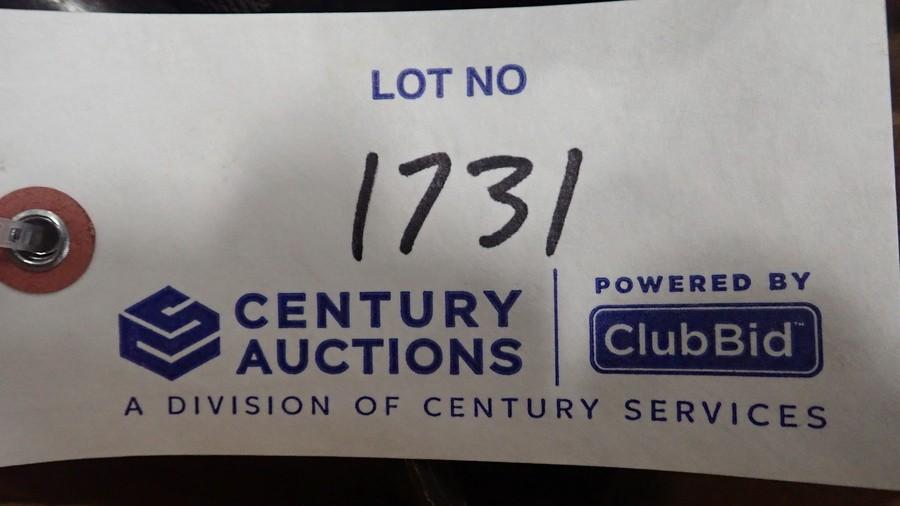 LOT NO
1731
CENTURY
AUCTIONS
POWERED BY
ClubBid™
A DIVISION OF CENTURY SERVICES